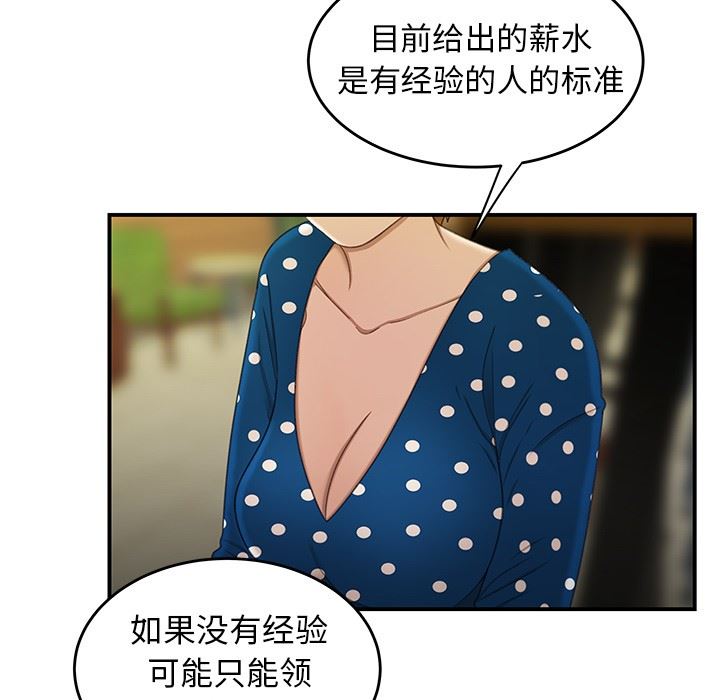 目前给出的薪水
是有经验的人的标准
如果没有经验
可能只能领